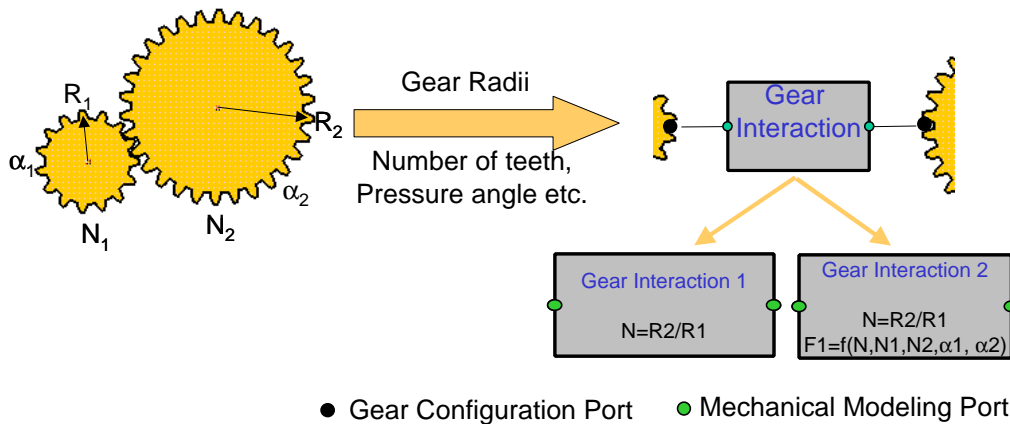 R₁
α₁
N₁
R₂
α₂
N₂
Gear Radii
Number of teeth,
Pressure angle etc.
Gear
Interaction
Gear Interaction 1
N=R2/R1
Gear Interaction 2
N=R2/R1
F1=f(N,N1,N2,α1, α2)
Gear Configuration Port
Mechanical Modeling Port